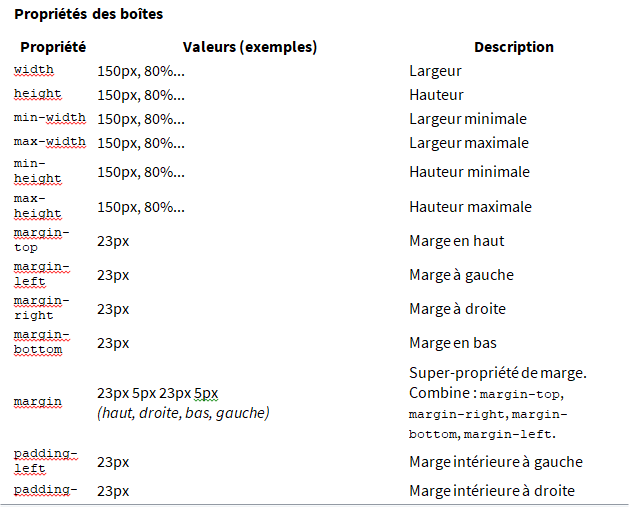 Propriétés des boîtes
Propriété Valeurs (exemples) Description
width 150px, 80%... Largeur
height 150px, 80%... Hauteur
min-width 150px, 80%... Largeur minimale
max-width 150px, 80%... Largeur maximale
min-
height 150px, 80%... Hauteur minimale
max-
height 150px, 80%... Hauteur maximale
margin-
top 23px Marge en haut
margin-
left 23px Marge à gauche
margin-
right 23px Marge à droite
margin-
bottom 23px Marge en bas
margin 23px 5px 23px 5px
(haut, droite, bas, gauche)
Super-propriété de marge.
Combine : margin-top,
margin-right, margin-
bottom, margin-left.
padding-
left 23px Marge intérieure à gauche
padding- 23px Marge intérieure à droite